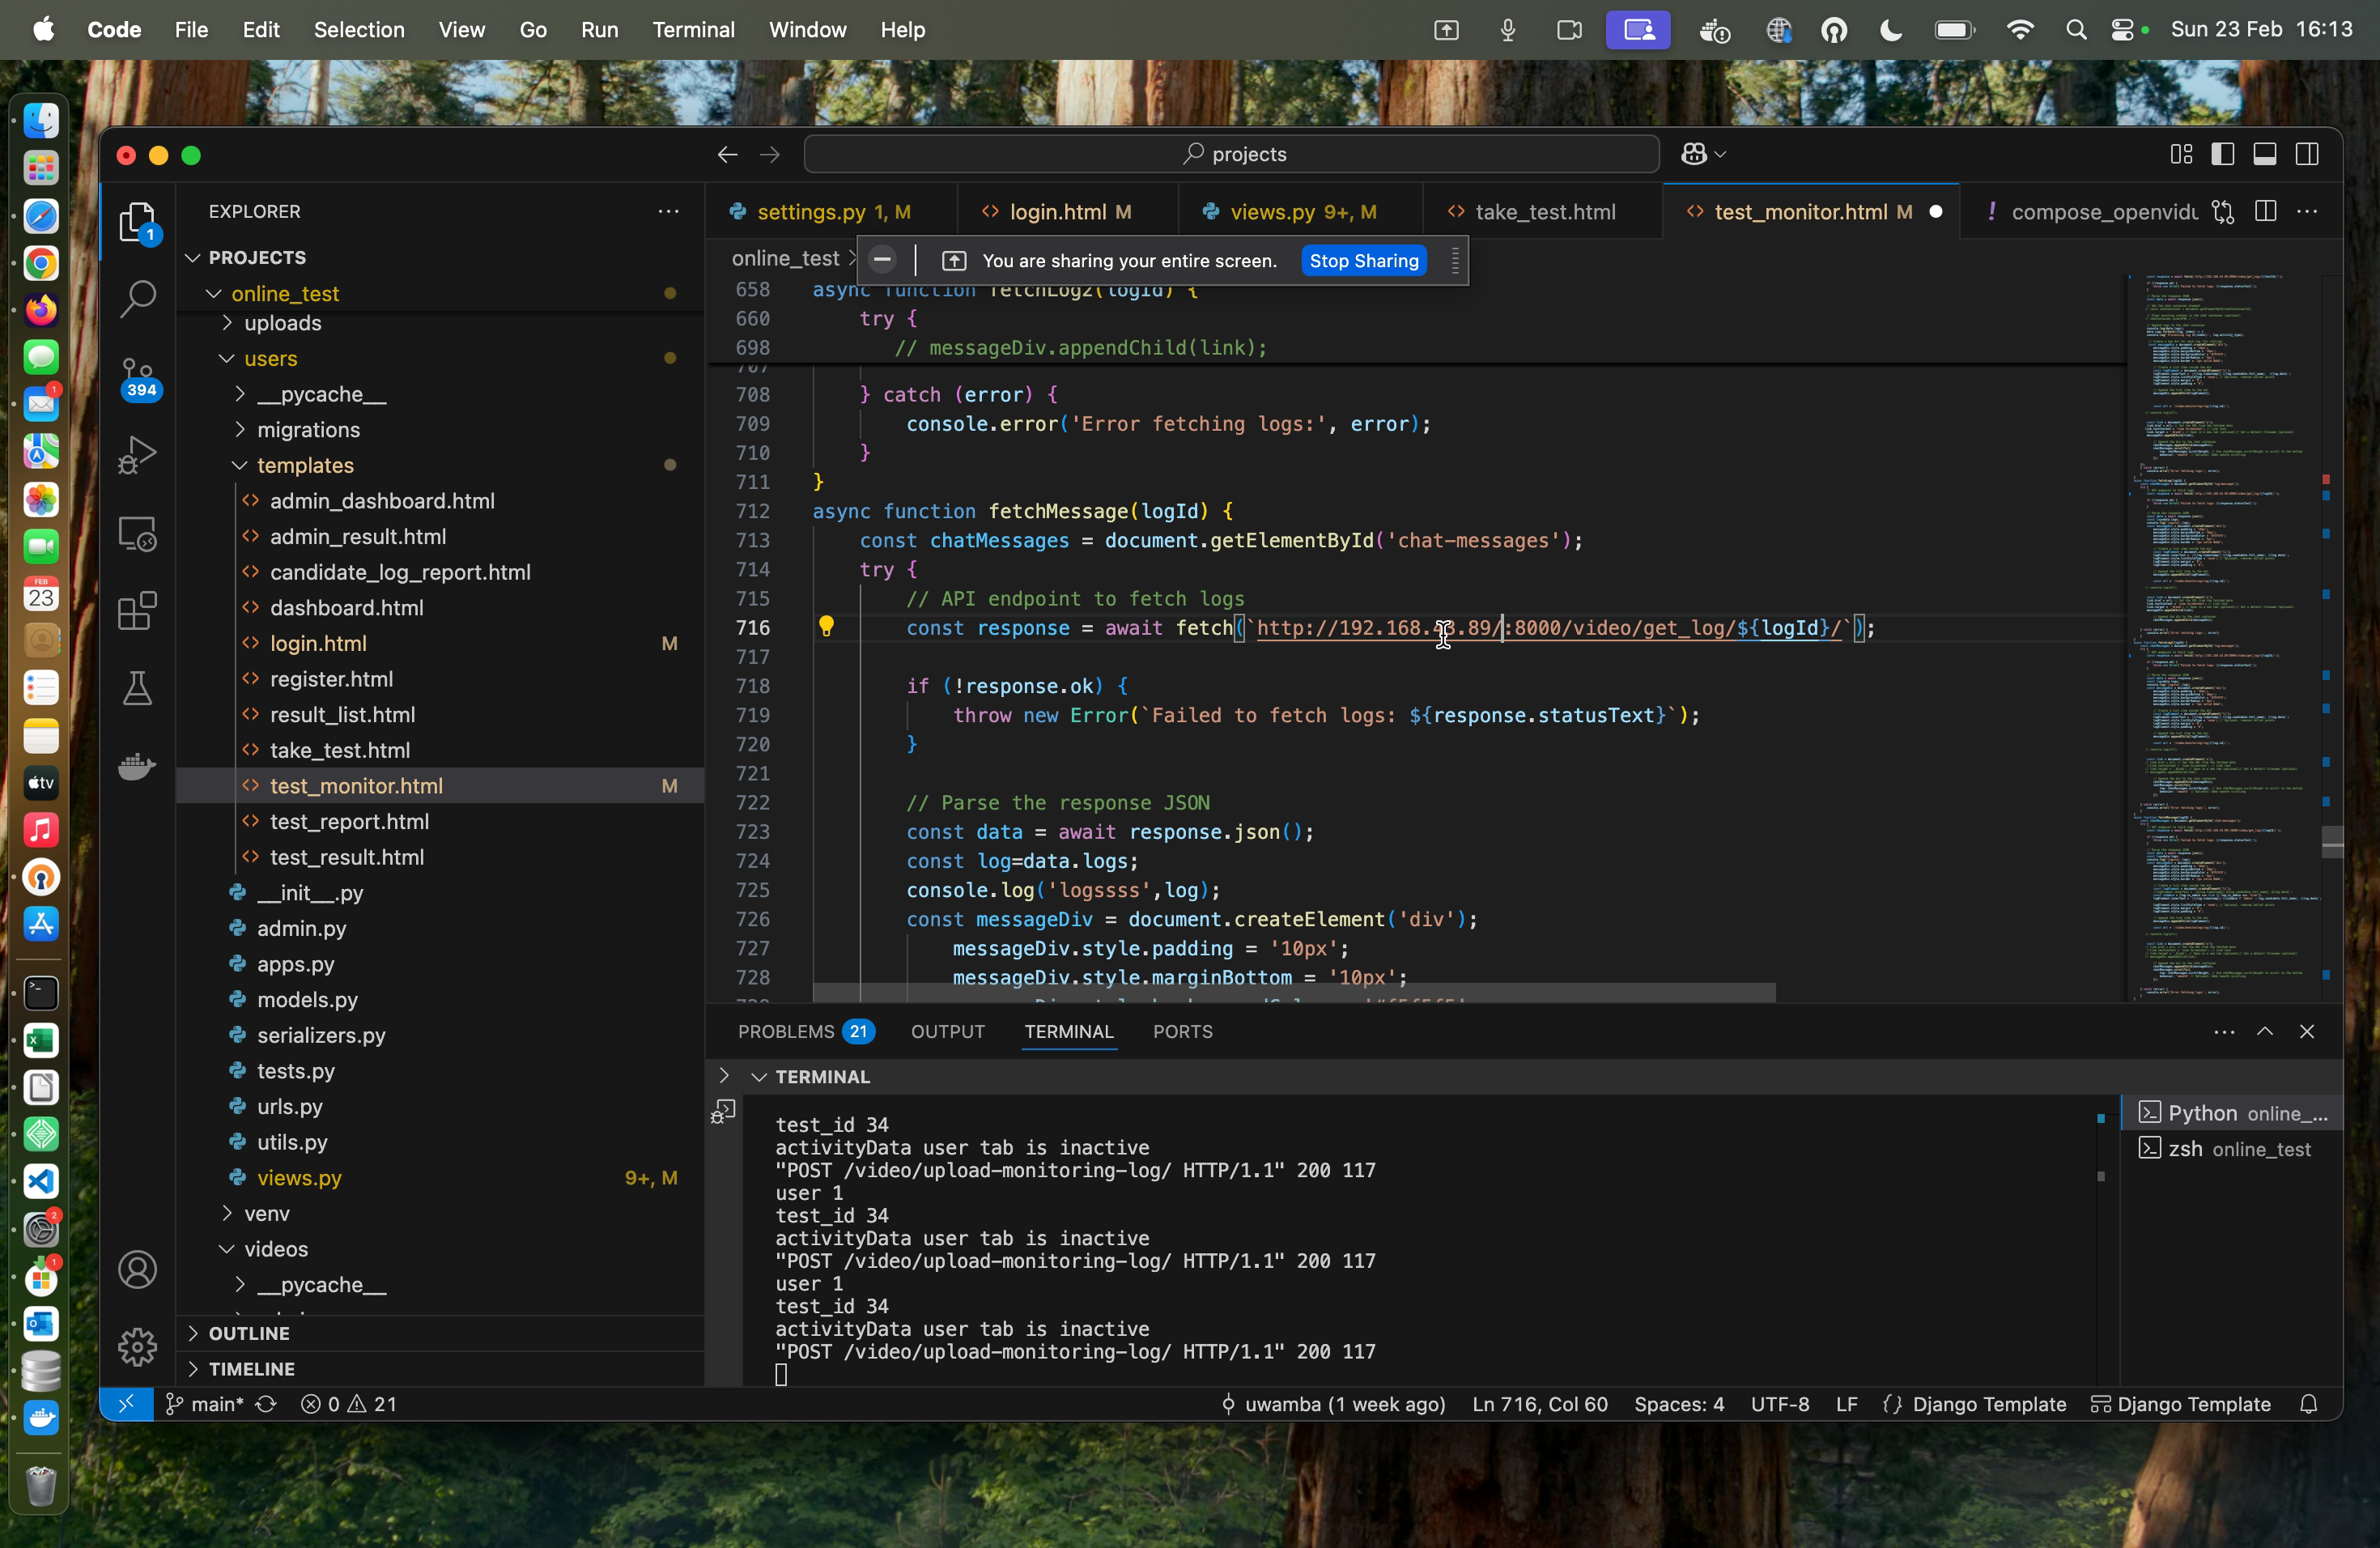 Code File Edit Selection View Go Run Terminal Window Help
Sun 23 Feb 16:13
projects
EXPLORER
PROJECTS
online_test
uploads
users
__pycache__
migrations
templates
admin_dashboard.html
admin_result.html
candidate_log_report.html
dashboard.html
login.html M
register.html
result_list.html
take_test.html
test_monitor.html M
test_report.html
test_result.html
__init__.py
admin.py
apps.py
models.py
serializers.py
tests.py
urls.py
utils.py
views.py 9+, M
venv
videos
__pycache__
OUTLINE
TIMELINE
1
394
FEB
23
tv
settings.py 1, M
login.html M
views.py 9+, M
take_test.html
test_monitor.html M
compose_openvidu
online_test >
You are sharing your entire screen. Stop Sharing
658 async function fetchLog2(logId) {
660 try {
698 // messageDiv.appendChild(link);
707
708 } catch (error) {
709 console.error('Error fetching logs:', error);
710 }
711 }
712 async function fetchMessage(logId) {
713 const chatMessages = document.getElementById('chat-messages');
714 try {
715 // API endpoint to fetch logs
716 const response = await fetch(`http://192.168. .89/:8000/video/get_log/${logId}/`);
717
718 if (!response.ok) {
719 throw new Error(`Failed to fetch logs: ${response.statusText}`);
720 }
721
722 // Parse the response JSON
723 const data = await response.json();
724 const log=data.logs;
725 console.log('logssss',log);
726 const messageDiv = document.createElement('div');
727 messageDiv.style.padding = '10px';
728 messageDiv.style.marginBottom = '10px';
PROBLEMS 21 OUTPUT TERMINAL PORTS
TERMINAL
test_id 34
activityData user tab is inactive
"POST /video/upload-monitoring-log/ HTTP/1.1" 200 117
user 1
test_id 34
activityData user tab is inactive
"POST /video/upload-monitoring-log/ HTTP/1.1" 200 117
user 1
test_id 34
activityData user tab is inactive
"POST /video/upload-monitoring-log/ HTTP/1.1" 200 117
Python online_...
zsh online_test
main* 0 21
uwamba (1 week ago) Ln 716, Col 60 Spaces: 4 UTF-8 LF {} Django Template Django Template